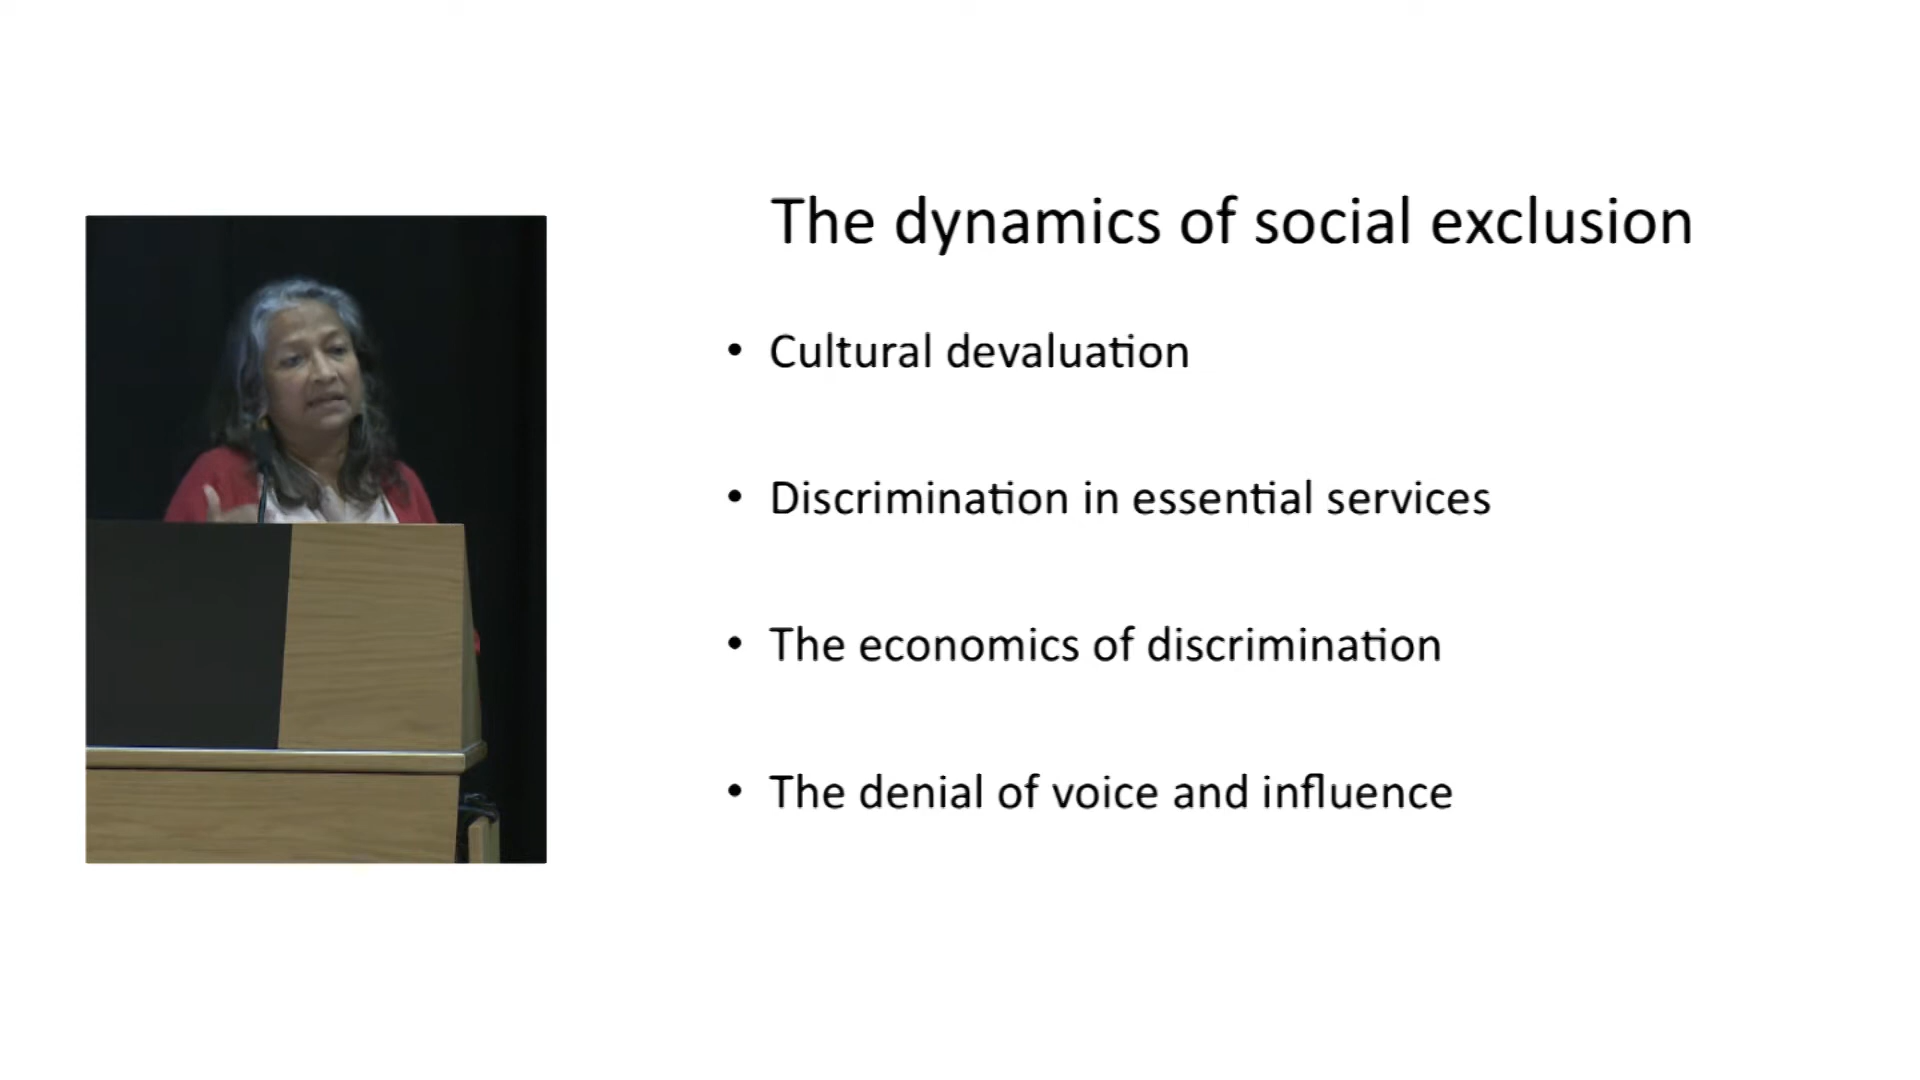 The dynamics of social exclusion
• Cultural devaluation
• Discrimination in essential services
• The economics of discrimination
• The denial of voice and influence